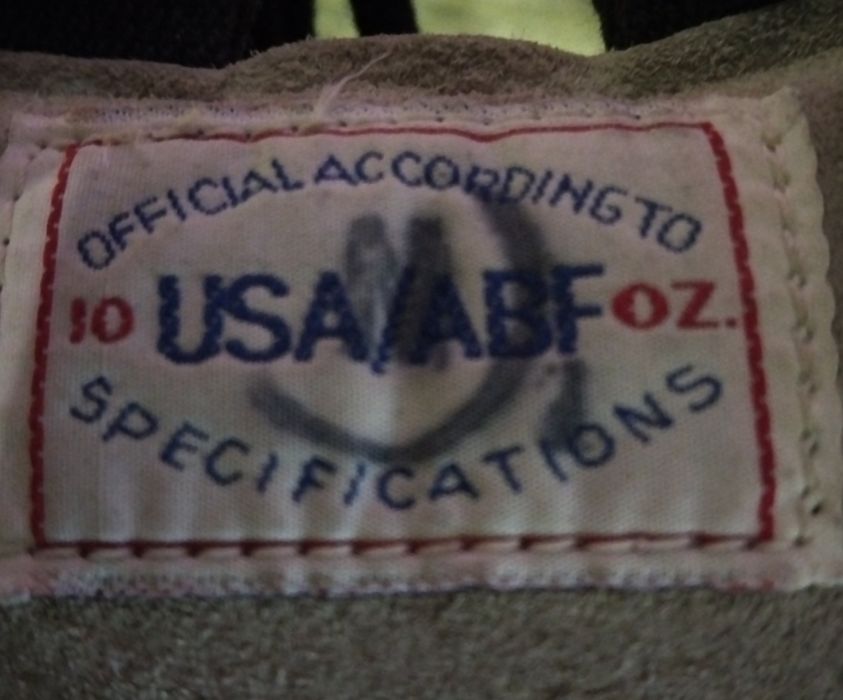 OFFICIAL ACCORDING TO
10 USA/ABF OZ.
SPECIFICATIONS